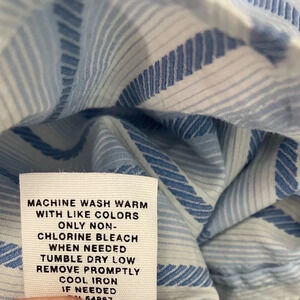 MACHINE WASH WARM
WITH LIKE COLORS
ONLY NON-
CHLORINE BLEACH
WHEN NEEDED
TUMBLE DRY LOW
REMOVE PROMPTLY
COOL IRON
IF NEEDED